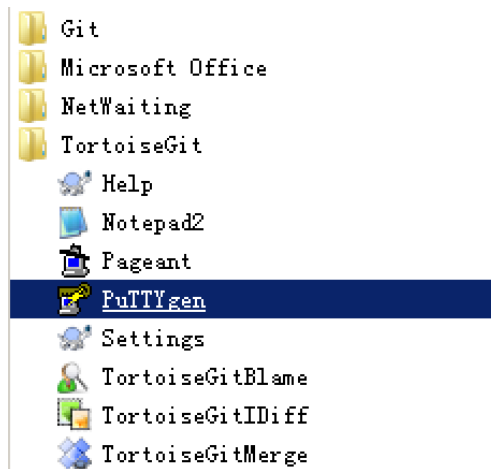 Git
Microsoft Office
NetWaiting
TortoiseGit
Help
Notepad2
Pageant
PuTTYgen
Settings
TortoiseGitBlame
TortoiseGitIDiff
TortoiseGitMerge